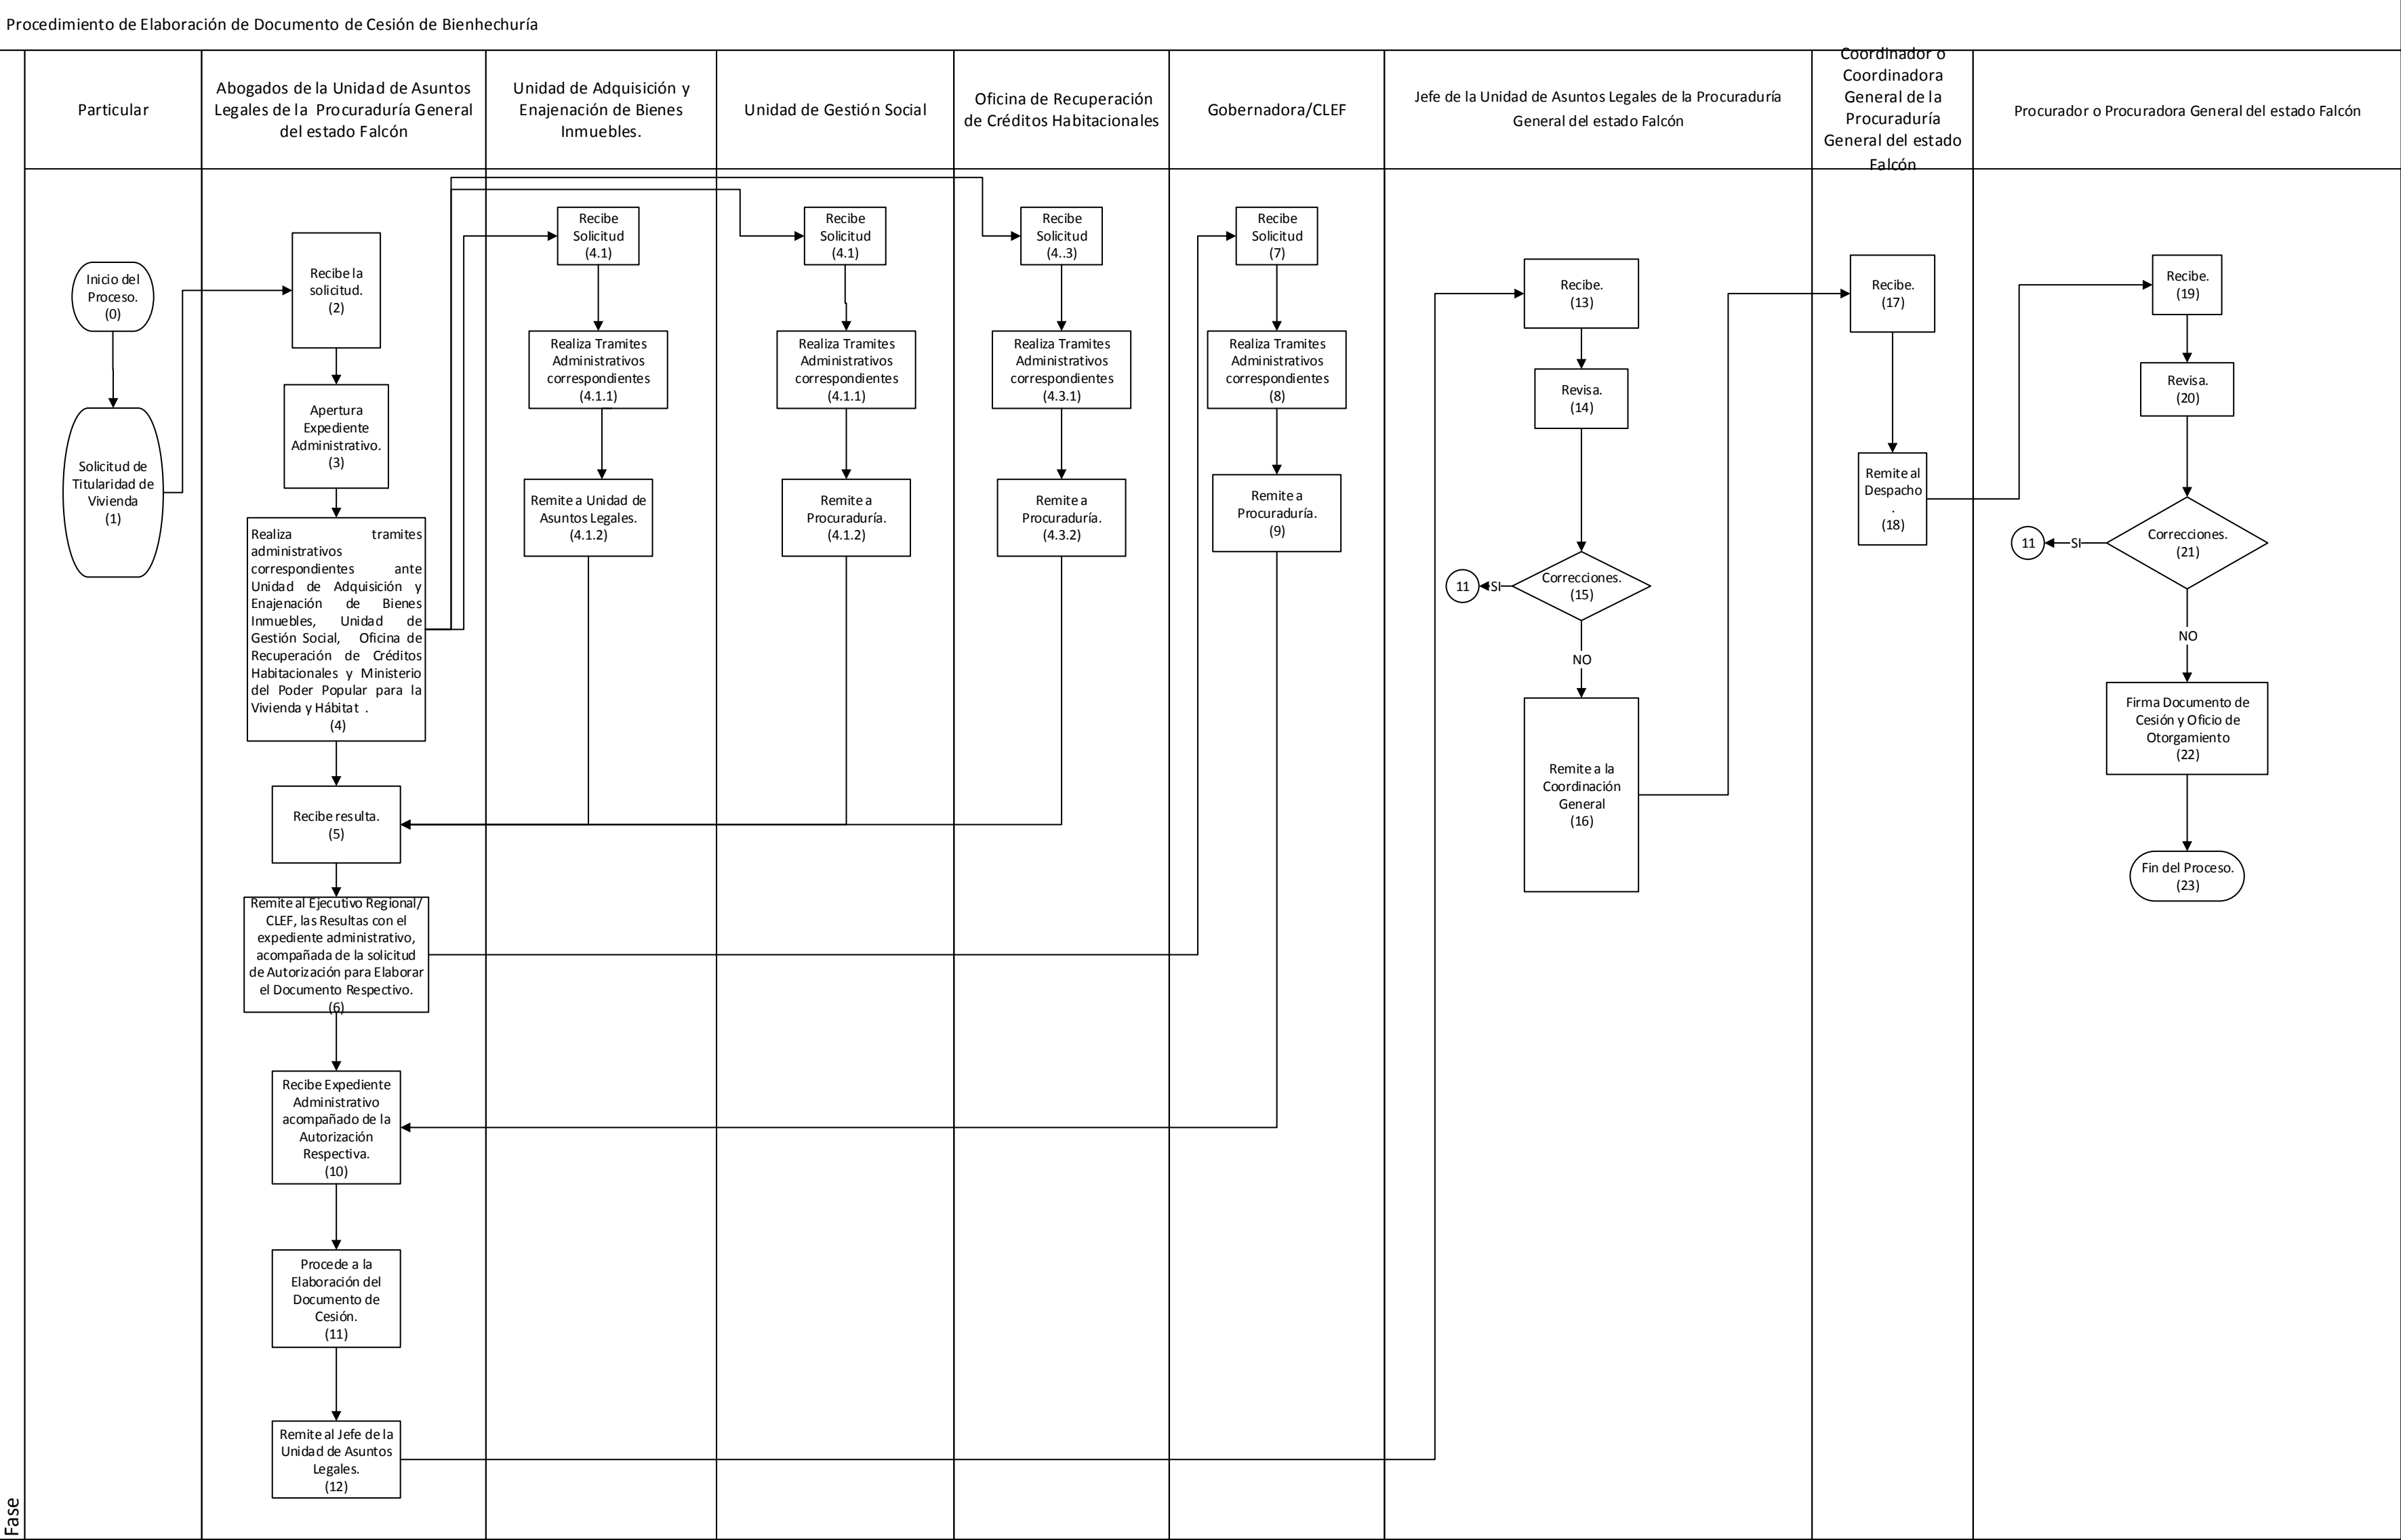 Procedimiento de Elaboración de Documento de Cesión de Bienhechuría
Fase
Particular
Abogados de la Unidad de Asuntos
Legales de la Procuraduría General
del estado Falcón
Unidad de Adquisición y
Enajenación de Bienes
Inmuebles.
Unidad de Gestión Social
Oficina de Recuperación
de Créditos Habitacionales
Gobernadora/CLEF
Jefe de la Unidad de Asuntos Legales de la Procuraduría
General del estado Falcón
Coordinador o
Coordinadora
General de la
Procuraduría
General del estado
Falcón
Procurador o Procuradora General del estado Falcón
Inicio del
Proceso.
(0)
Solicitud de
Titularidad de
Vivienda
(1)
Recibe la
solicitud.
(2)
Apertura
Expediente
Administrativo.
(3)
Realiza tramites
administrativos
correspondientes ante
Unidad de Adquisición y
Enajenación de Bienes
Inmuebles, Unidad de
Gestión Social, Oficina de
Recuperación de Créditos
Habitacionales y Ministerio
del Poder Popular para la
Vivienda y Hábitat .
(4)
Recibe resulta.
(5)
Remite al Ejecutivo Regional/
CLEF, las Resultas con el
expediente administrativo,
acompañada de la solicitud
de Autorización para Elaborar
el Documento Respectivo.
(6)
Recibe Expediente
Administrativo
acompañado de la
Autorización
Respectiva.
(10)
Procede a la
Elaboración del
Documento de
Cesión.
(11)
Remite al Jefe de la
Unidad de Asuntos
Legales.
(12)
Recibe
Solicitud
(4.1)
Realiza Tramites
Administrativos
correspondientes
(4.1.1)
Remite a Unidad de
Asuntos Legales.
(4.1.2)
Recibe
Solicitud
(4.1)
Realiza Tramites
Administrativos
correspondientes
(4.1.1)
Remite a
Procuraduría.
(4.1.2)
Recibe
Solicitud
(4..3)
Realiza Tramites
Administrativos
correspondientes
(4.3.1)
Remite a
Procuraduría.
(4.3.2)
Recibe
Solicitud
(7)
Realiza Tramites
Administrativos
correspondientes
(8)
Remite a
Procuraduría.
(9)
Recibe.
(13)
Revisa.
(14)
Correcciones.
(15)
SI
11
NO
Remite a la
Coordinación
General
(16)
Recibe.
(17)
Remite al
Despacho
.
(18)
Recibe.
(19)
Revisa.
(20)
Correcciones.
(21)
SI
11
NO
Firma Documento de
Cesión y Oficio de
Otorgamiento
(22)
Fin del Proceso.
(23)